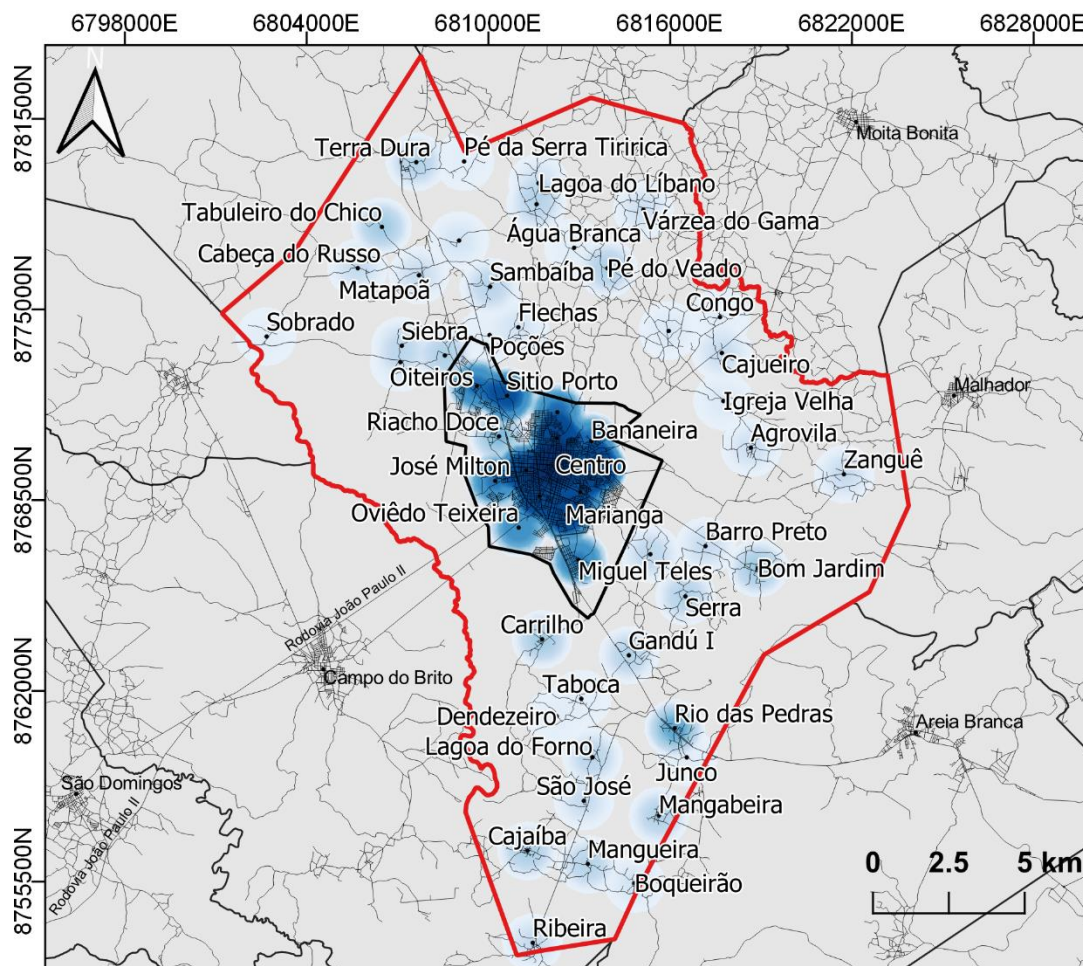 6798000E 6804000E 6810000E 6816000E 6822000E 6828000E
N
8781500N
8775000N
8768500N
8762000N
8755500N
Moita Bonita
Terra Dura
Pé da Serra Tiririca
Lagoa do Líbano
Tabuleiro do Chico
Várzea do Gama
Água Branca
Cabeça do Russo
Sambaíba
Pé do Veado
Matapoã
Congo
Flechas
Sobrado
Siebra
Poções
Cajueiro
Oiteiros
Sitio Porto
Malhador
Igreja Velha
Riacho Doce
Bananeira
Agrovila
José Milton
Centro
Zanguê
Oviêdo Teixeira
Marianga
Barro Preto
Miguel Teles
Bom Jardim
Serra
Rodovia João Paulo II
Carrilho
Gandú I
Campo do Brito
Taboca
Dendezeiro
Rio das Pedras
Areia Branca
Lagoa do Forno
Junco
São José
São Domingos
Mangabeira
Rodovia João Paulo II
Cajaíba
Mangueira
Boqueirão
Ribeira
0 2.5 5 km